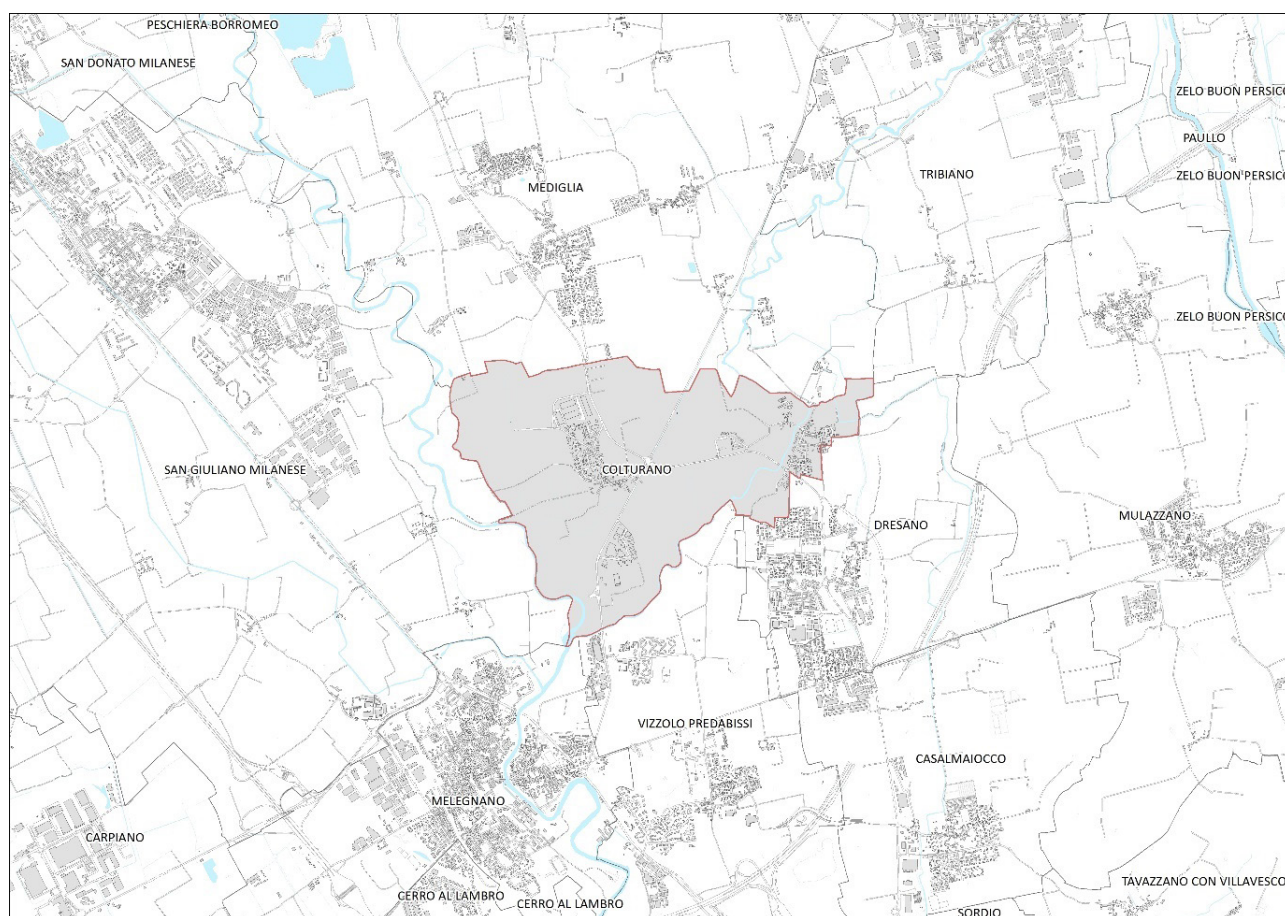 PESCHIERA BORROMEO
SAN DONATO MILANESE
ZELO BUON PERSICO
PAULLO
TRIBIANO
ZELO BUON PERSICO
MEDIGLIA
ZELO BUON PERSICO
SAN GIULIANO MILANESE
COLTURANO
MULAZZANO
DRESANO
VIZZOLO PREDABISSI
CASALMAIOCCO
MELEGNANO
CARPIANO
TAVAZZANO CON VILLAVESCO
CERRO AL LAMBRO
CERRO AL LAMBRO
SORDIO